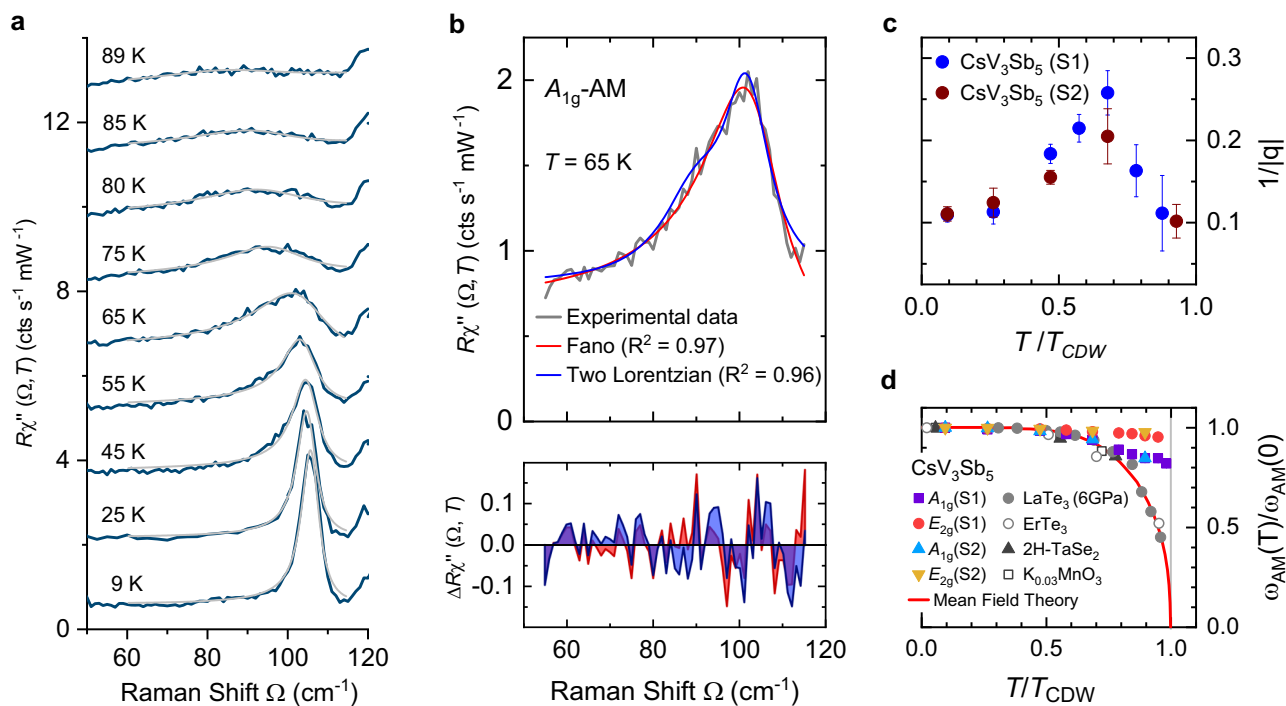 a
89 K
85 K
80 K
75 K
65 K
55 K
45 K
25 K
9 K
12
8
4
0
Rχ'' (Ω, T) (cts s⁻¹ mW⁻¹)
60 80 100 120
Raman Shift Ω (cm⁻¹)
b
A₁g-AM
T = 65 K
2
1
0
Rχ'' (Ω, T) (cts s⁻¹ mW⁻¹)
Experimental data
Fano (R² = 0.97)
Two Lorentzian (R² = 0.96)
0.1
0.0
-0.1
ΔRχ'' (Ω, T)
60 80 100 120
Raman Shift Ω (cm⁻¹)
c
CsV₃Sb₅ (S1)
CsV₃Sb₅ (S2)
0.3
0.2
0.1
1/|q|
0.0 0.5 1.0
T /T_CDW
d
CsV₃Sb₅
A₁g(S1)
E₂g(S1)
A₁g(S2)
E₂g(S2)
Mean Field Theory
LaTe₃ (6GPa)
ErTe₃
2H-TaSe₂
K₀.₀₃MnO₃
1.0
0.5
0.0
ω_AM(T)/ω_AM(0)
0.0 0.5 1.0
T/T_CDW